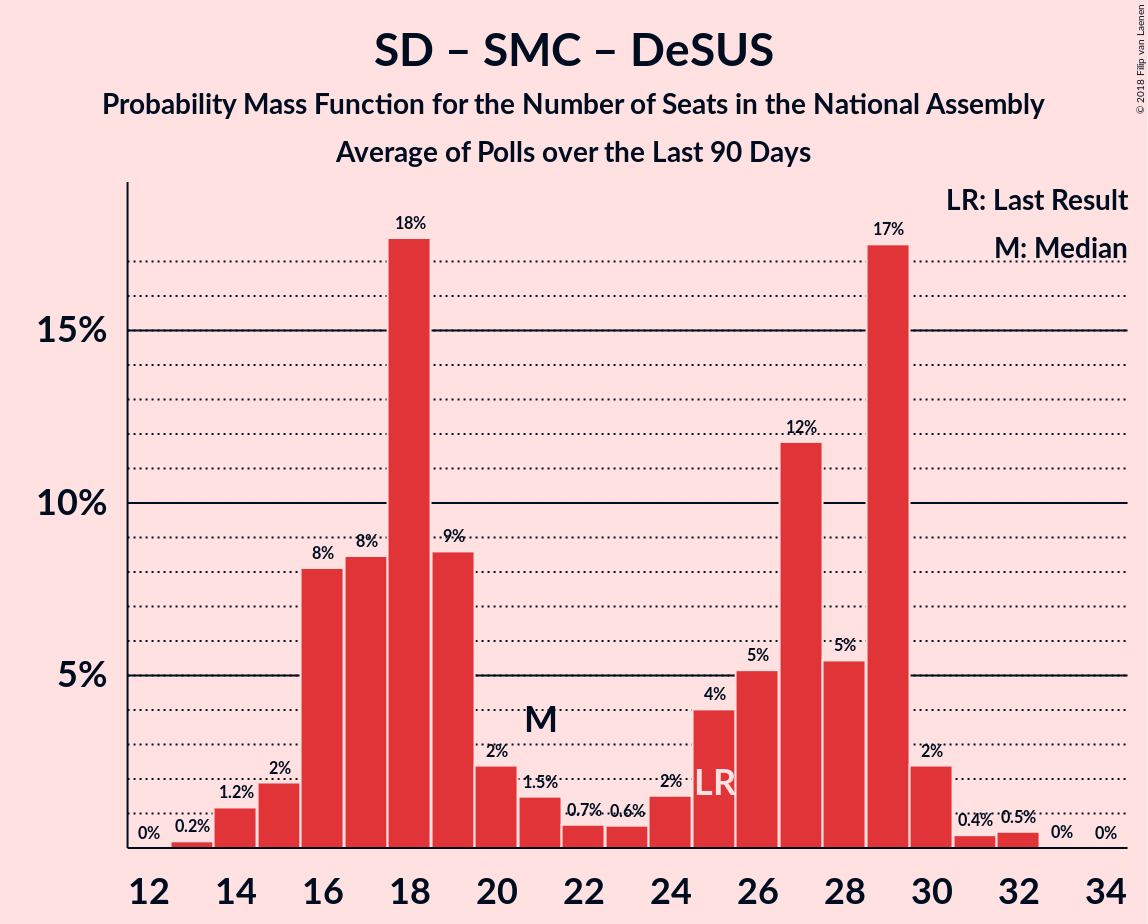 SD – SMC – DeSUS
Probability Mass Function for the Number of Seats in the National Assembly
Average of Polls over the Last 90 Days
© 2018 Filip van Laenen
LR: Last Result
M: Median
15%
10%
5%
0%
0.2%
1.2%
2%
8%
8%
18%
9%
2%
1.5%
0.7%
0.6%
2%
4%
5%
12%
5%
17%
2%
0.4%
0.5%
0%
0%
M
LR
12 14 16 18 20 22 24 26 28 30 32 34